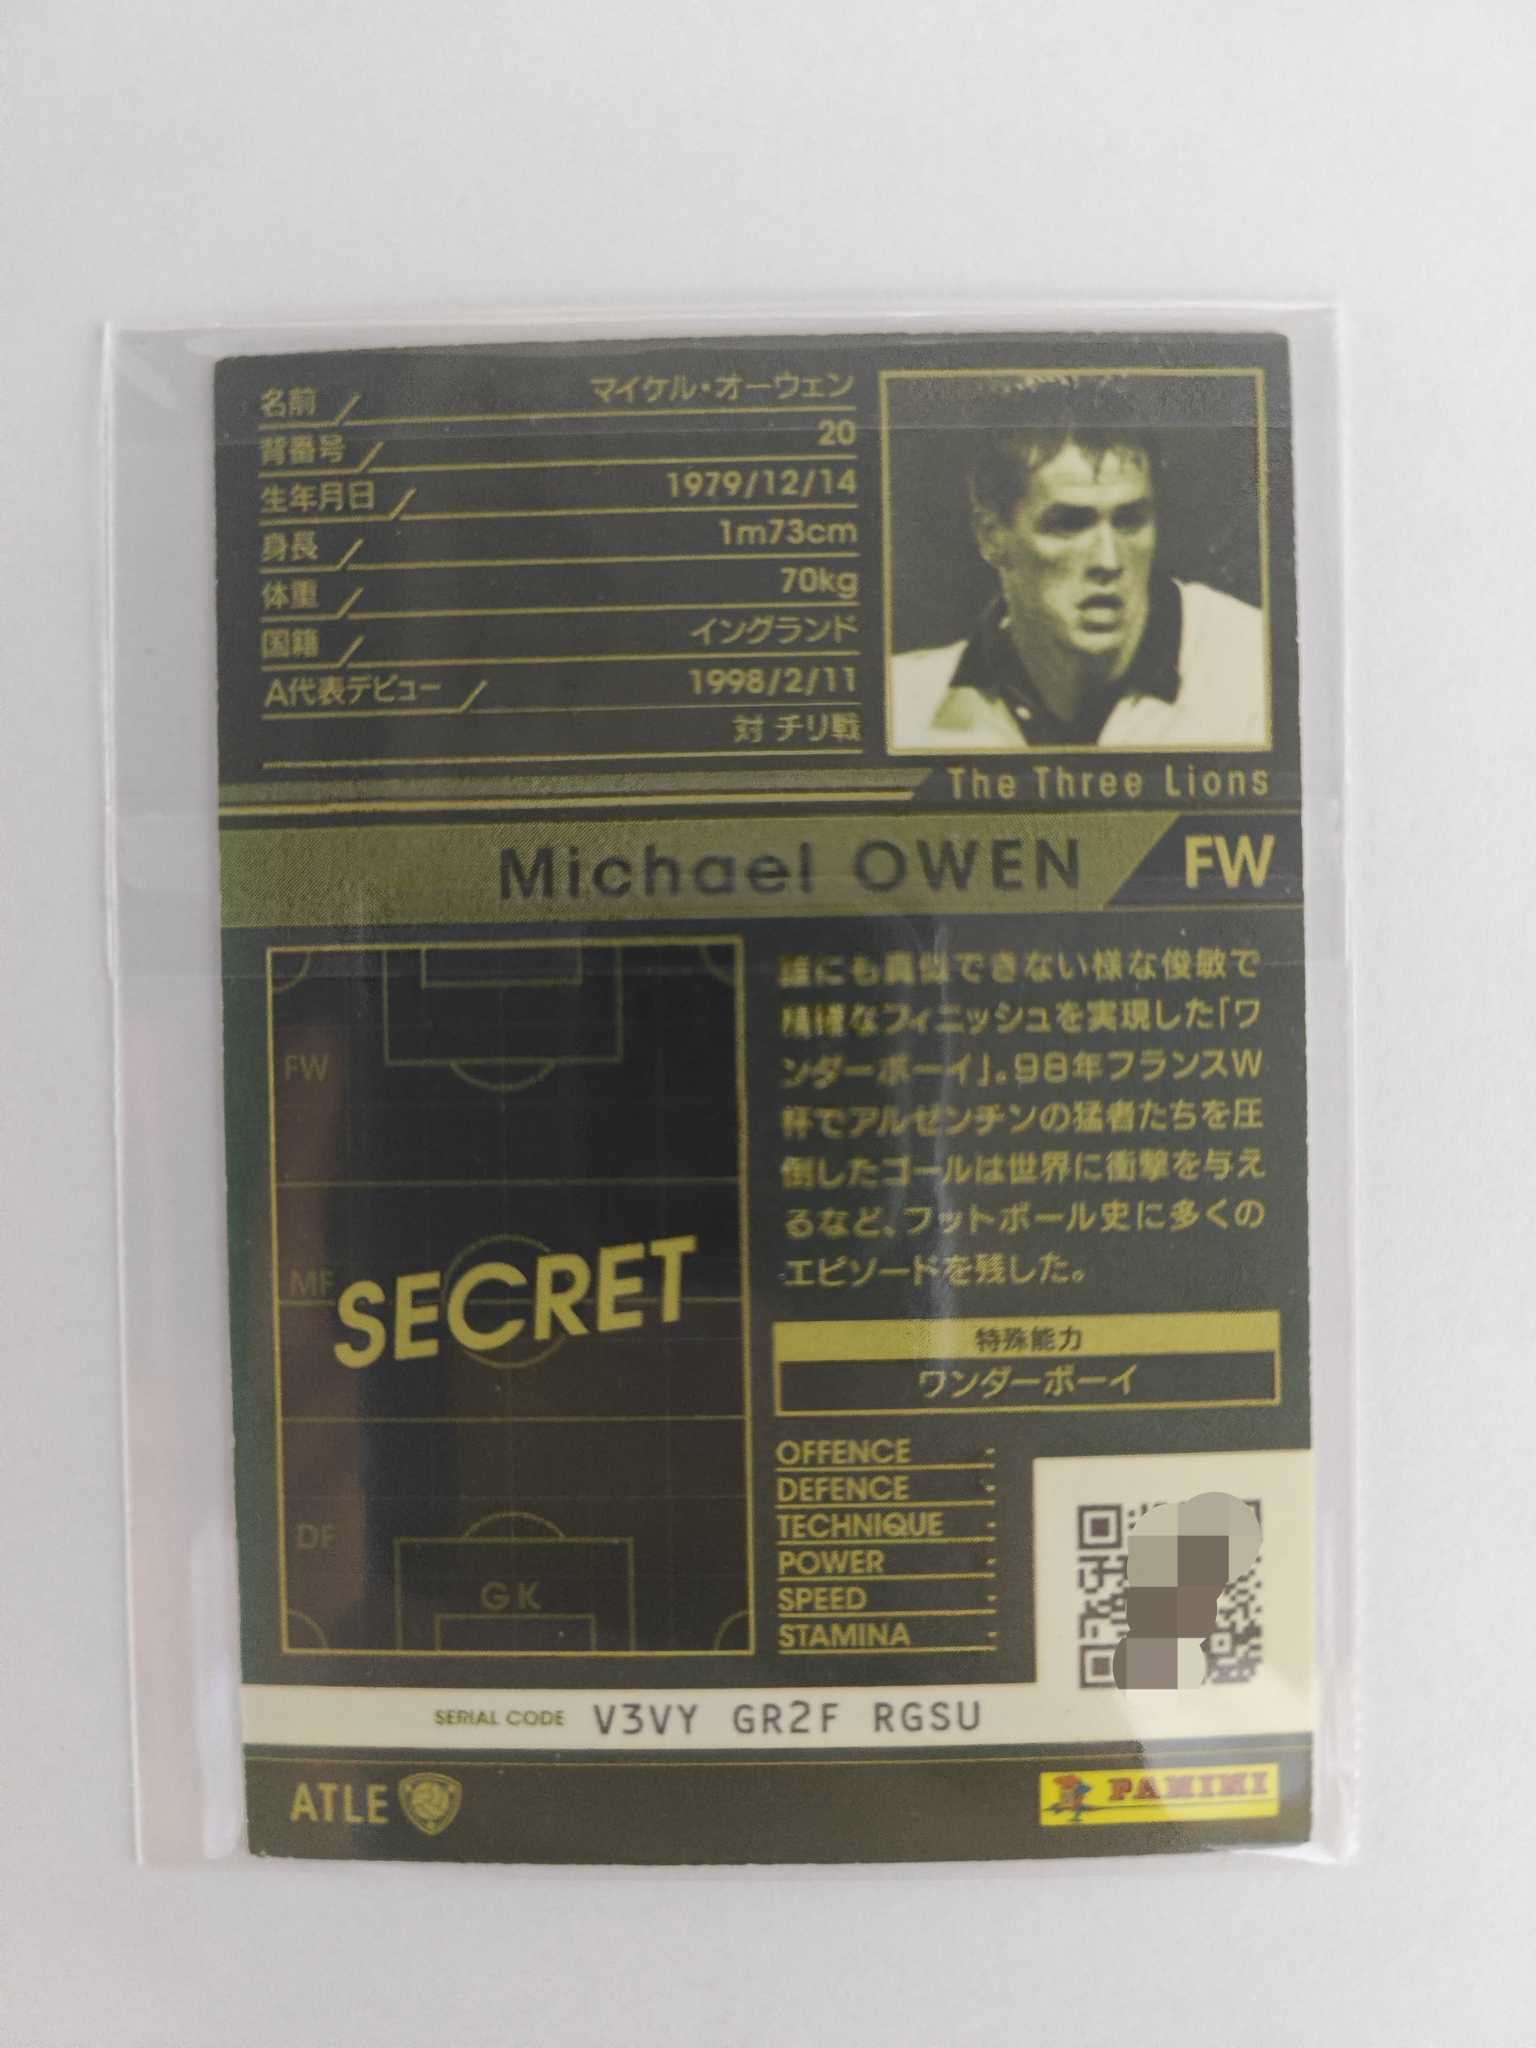 名前 マイケル・オーウェン
背番号 20
生年月日 1979/12/14
身長 1m73cm
体重 70kg
国籍 イングランド
A代表デビュー 1998/2/11
対 チリ戦
The Three Lions
Michael OWEN FW
誰にも真似できない様な俊敏で
精確なフィニッシュを実現した「ワ
ンダーボーイ」。98年フランスW
杯でアルゼンチンの猛者たちを圧
倒したゴールは世界に衝撃を与え
るなど、フットボール史に多くの
エピソードを残した。
FW
MF
SECRET
DF
GK
特殊能力
ワンダーボーイ
OFFENCE -
DEFENCE -
TECHNIQUE -
POWER -
SPEED -
STAMINA -
SERIAL CODE V3VY GR2F RGSU
ATLE
PANINI